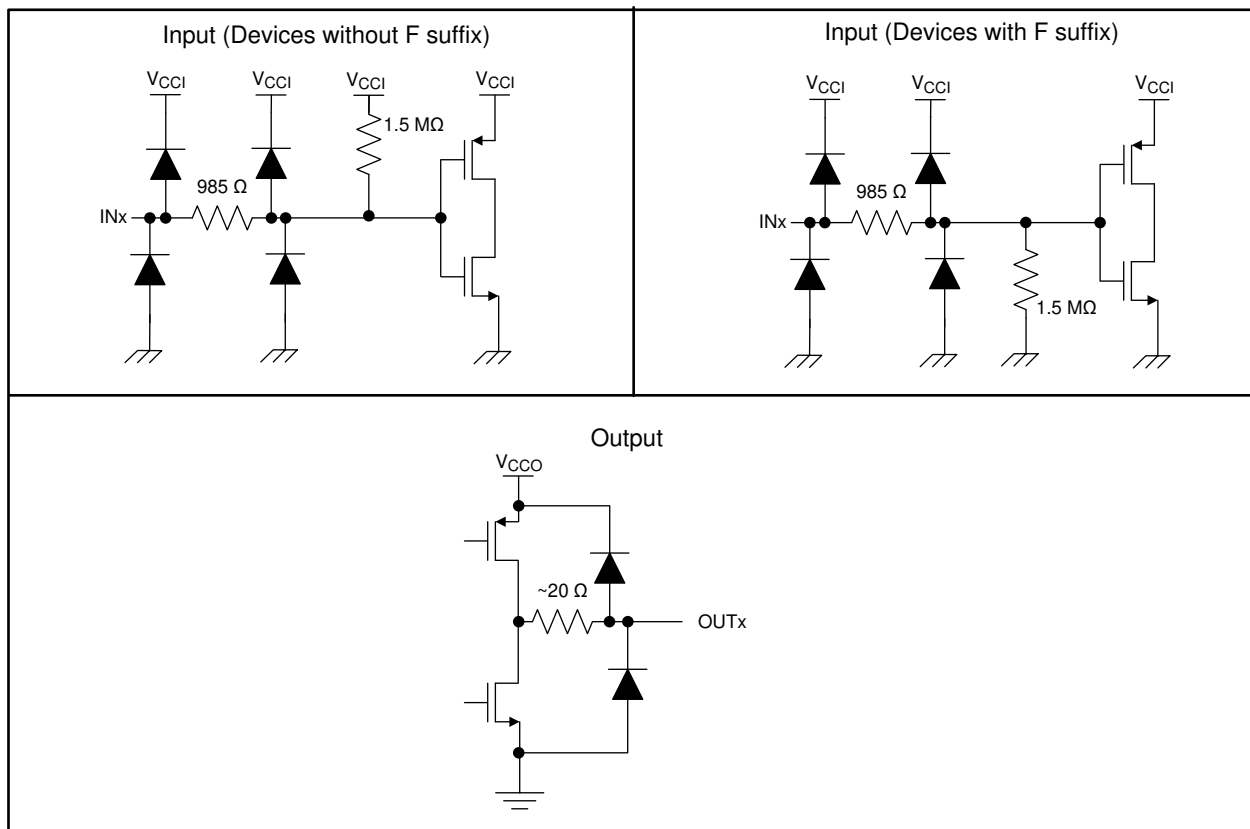 Input (Devices without F suffix)
VCCI VCCI VCCI VCCI
1.5 MΩ
985 Ω
INx
Input (Devices with F suffix)
VCCI VCCI VCCI
985 Ω
INx
1.5 MΩ
Output
VCCO
~20 Ω
OUTx